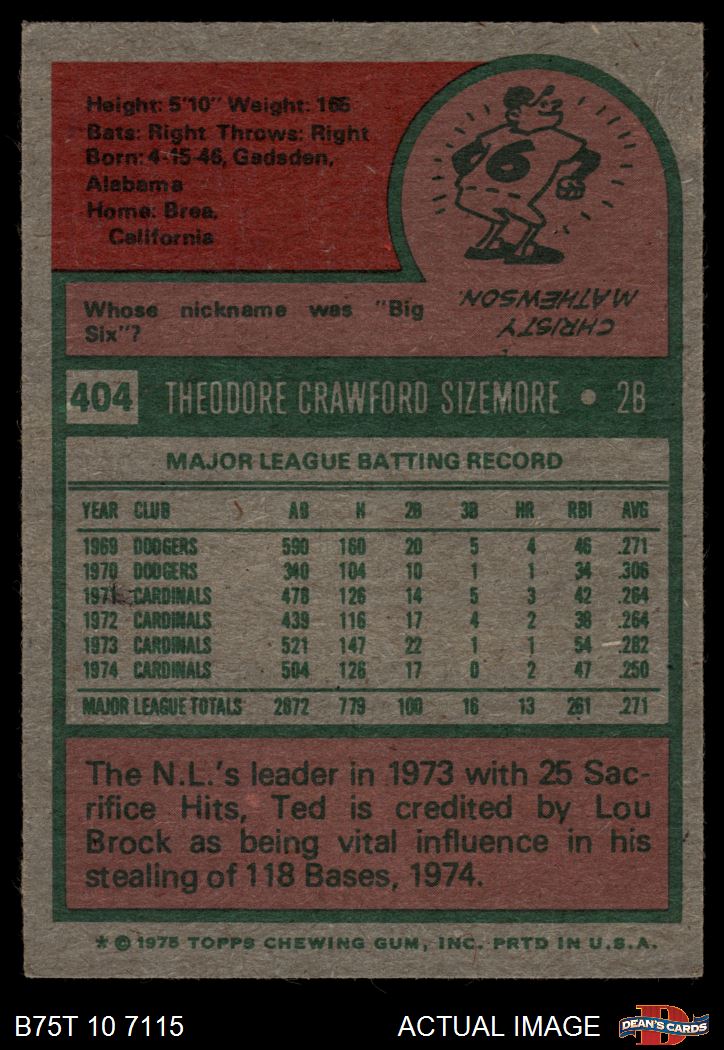 Height: 5'10" Weight: 165
Bats: Right Throws: Right
Born: 4-15-46, Gadsden,
Alabama
Home: Brea,
California
6
Whose nickname was "Big
Six"?
CHRISTY
MATHEWSON
404 THEODORE CRAWFORD SIZEMORE • 2B
MAJOR LEAGUE BATTING RECORD
YEAR CLUB AB H 2B 3B HR RBI AVG
1969 DODGERS 590 160 20 5 4 46 .271
1970 DODGERS 340 104 10 1 1 34 .306
1971 CARDINALS 478 126 14 5 3 42 .264
1972 CARDINALS 439 116 17 4 2 38 .264
1973 CARDINALS 521 147 22 1 1 54 .282
1974 CARDINALS 504 126 17 0 2 47 .250
MAJOR LEAGUE TOTALS 2872 779 100 16 13 261 .271
The N.L.'s leader in 1973 with 25 Sac-
rifice Hits, Ted is credited by Lou
Brock as being vital influence in his
stealing of 118 Bases, 1974.
* © 1975 TOPPS CHEWING GUM, INC. PRTD IN U.S.A.
B75T 10 7115 ACTUAL IMAGE DEAN'S CARDS